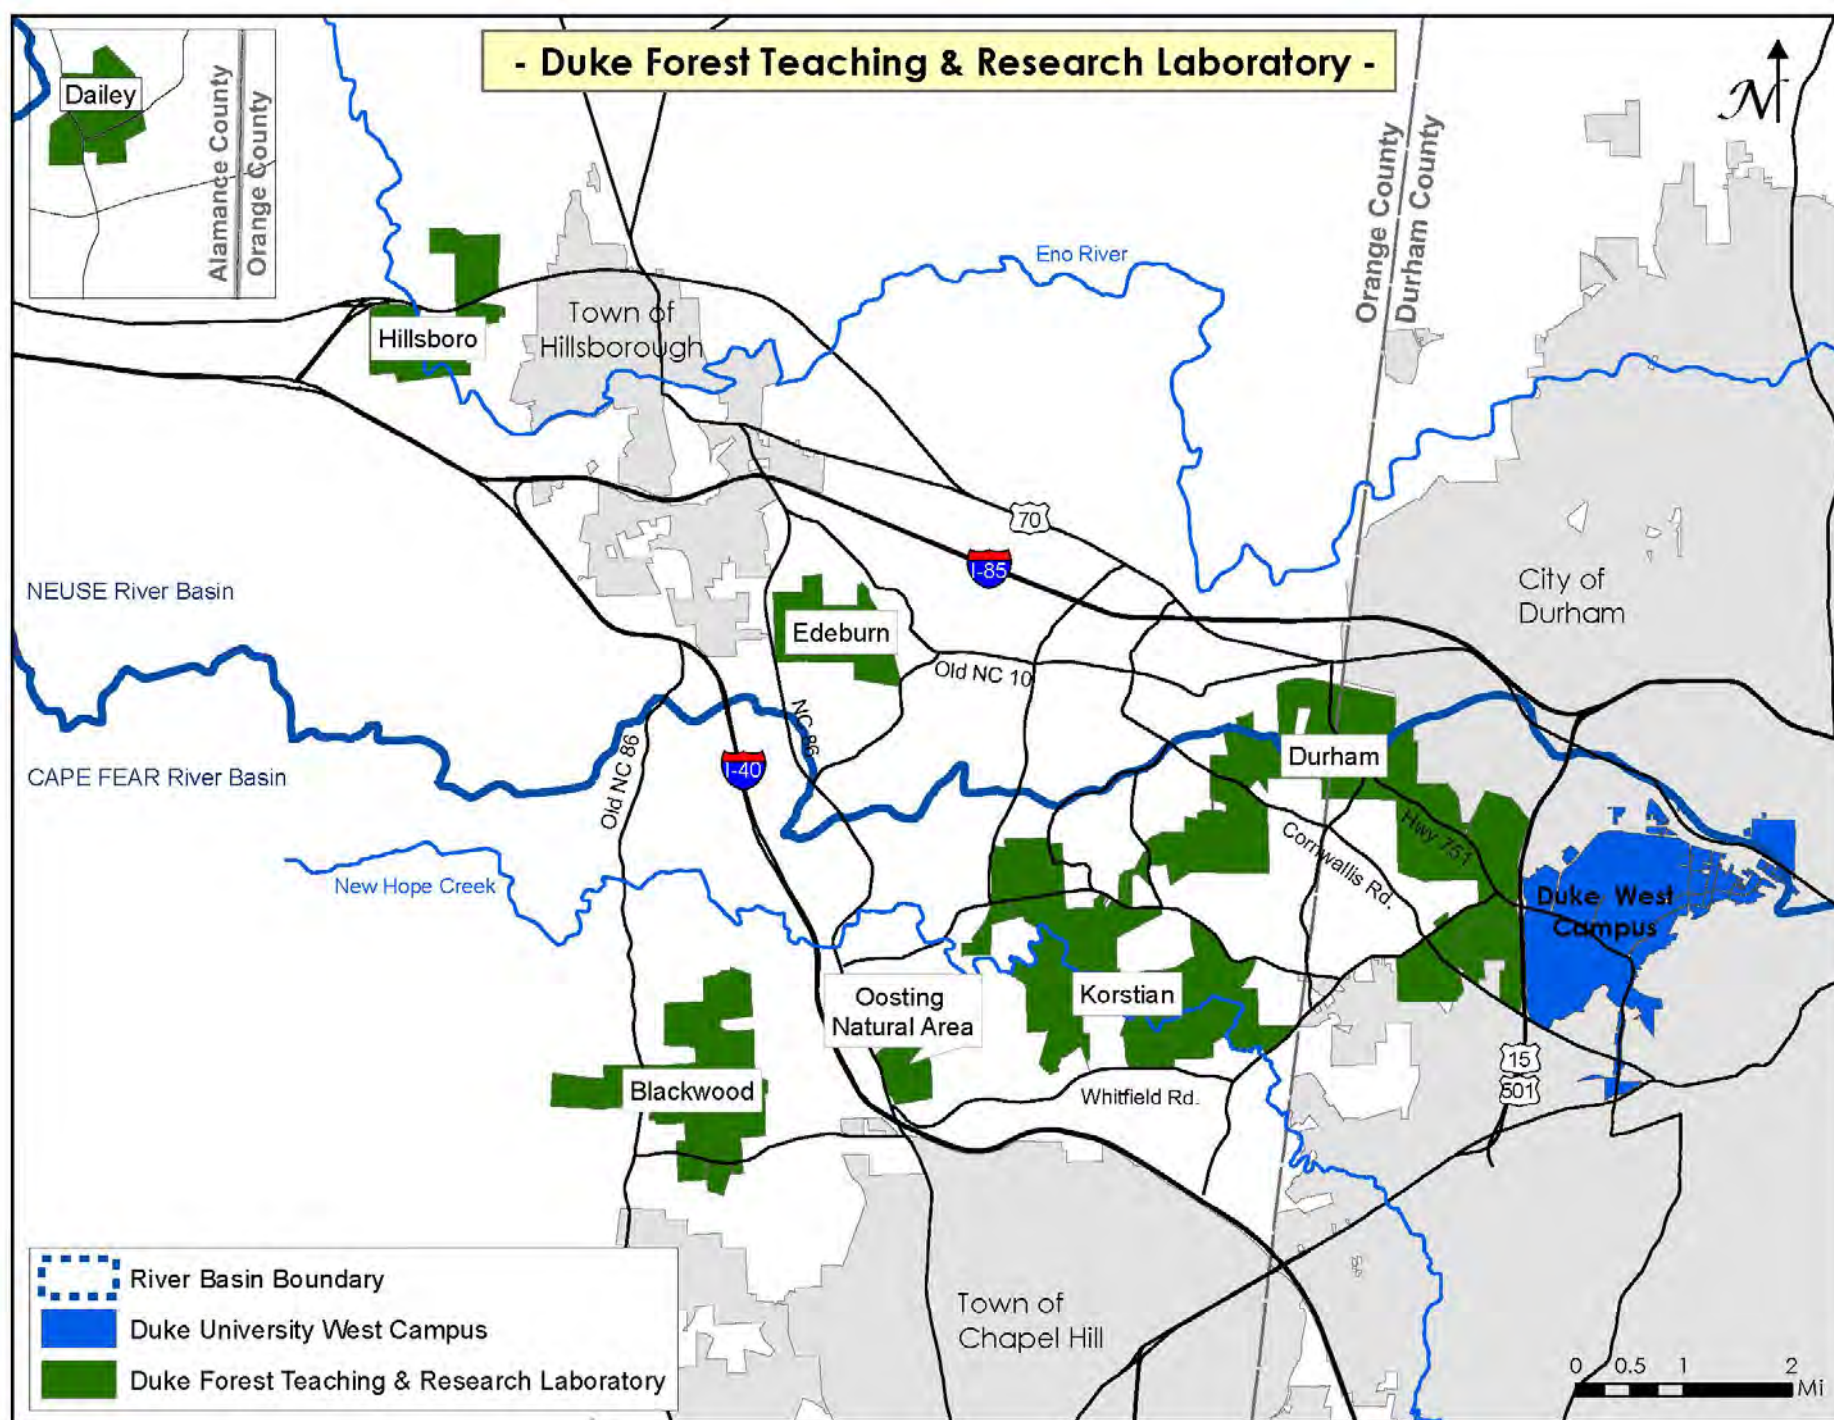 - Duke Forest Teaching & Research Laboratory -
N
Dailey
Alamance County
Orange County
Orange County
Durham County
Eno River
Hillsboro
Town of
Hillsborough
70
I-85
City of
Durham
NEUSE River Basin
Edeburn
Old NC 10
NC 86
Old NC 86
I-40
Durham
CAPE FEAR River Basin
Hwy 751
Cornwallis Rd.
New Hope Creek
Duke West
Campus
Oosting
Natural Area
Korstian
Blackwood
Whitfield Rd.
15
501
Town of
Chapel Hill
River Basin Boundary
Duke University West Campus
Duke Forest Teaching & Research Laboratory
0 0.5 1 2
Mi